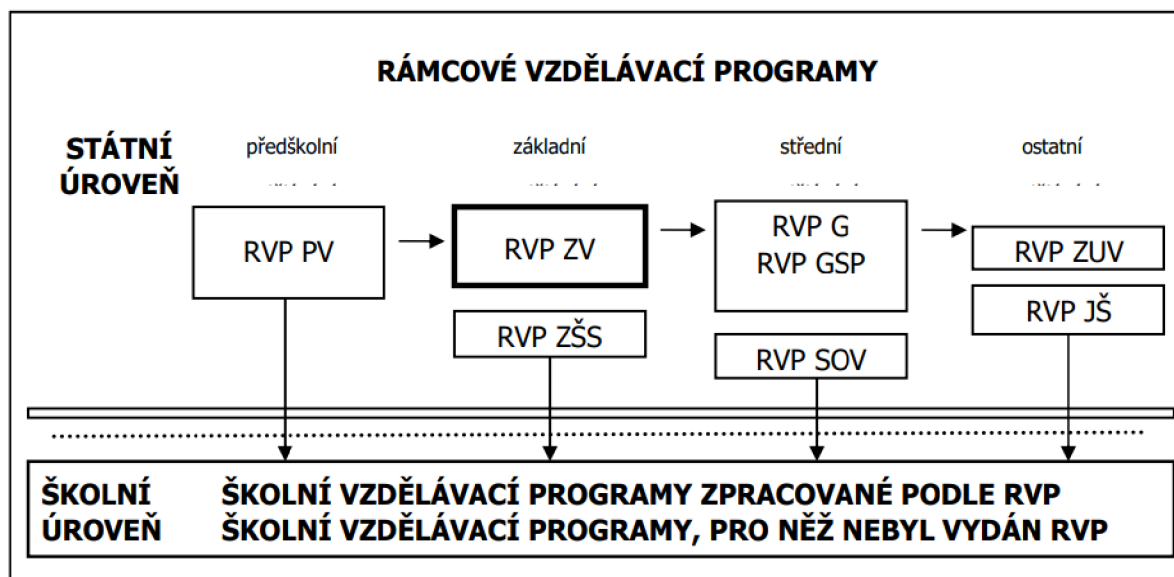 RÁMCOVÉ VZDĚLÁVACÍ PROGRAMY
STÁTNÍ
ÚROVEŇ
předškolní
základní
střední
ostatní
RVP PV
RVP ZV
RVP G
RVP GSP
RVP ZUV
RVP ZŠS
RVP SOV
RVP JŠ
ŠKOLNÍ ŠKOLNÍ VZDĚLÁVACÍ PROGRAMY ZPRACOVANÉ PODLE RVP
ÚROVEŇ ŠKOLNÍ VZDĚLÁVACÍ PROGRAMY, PRO NĚŽ NEBYL VYDÁN RVP